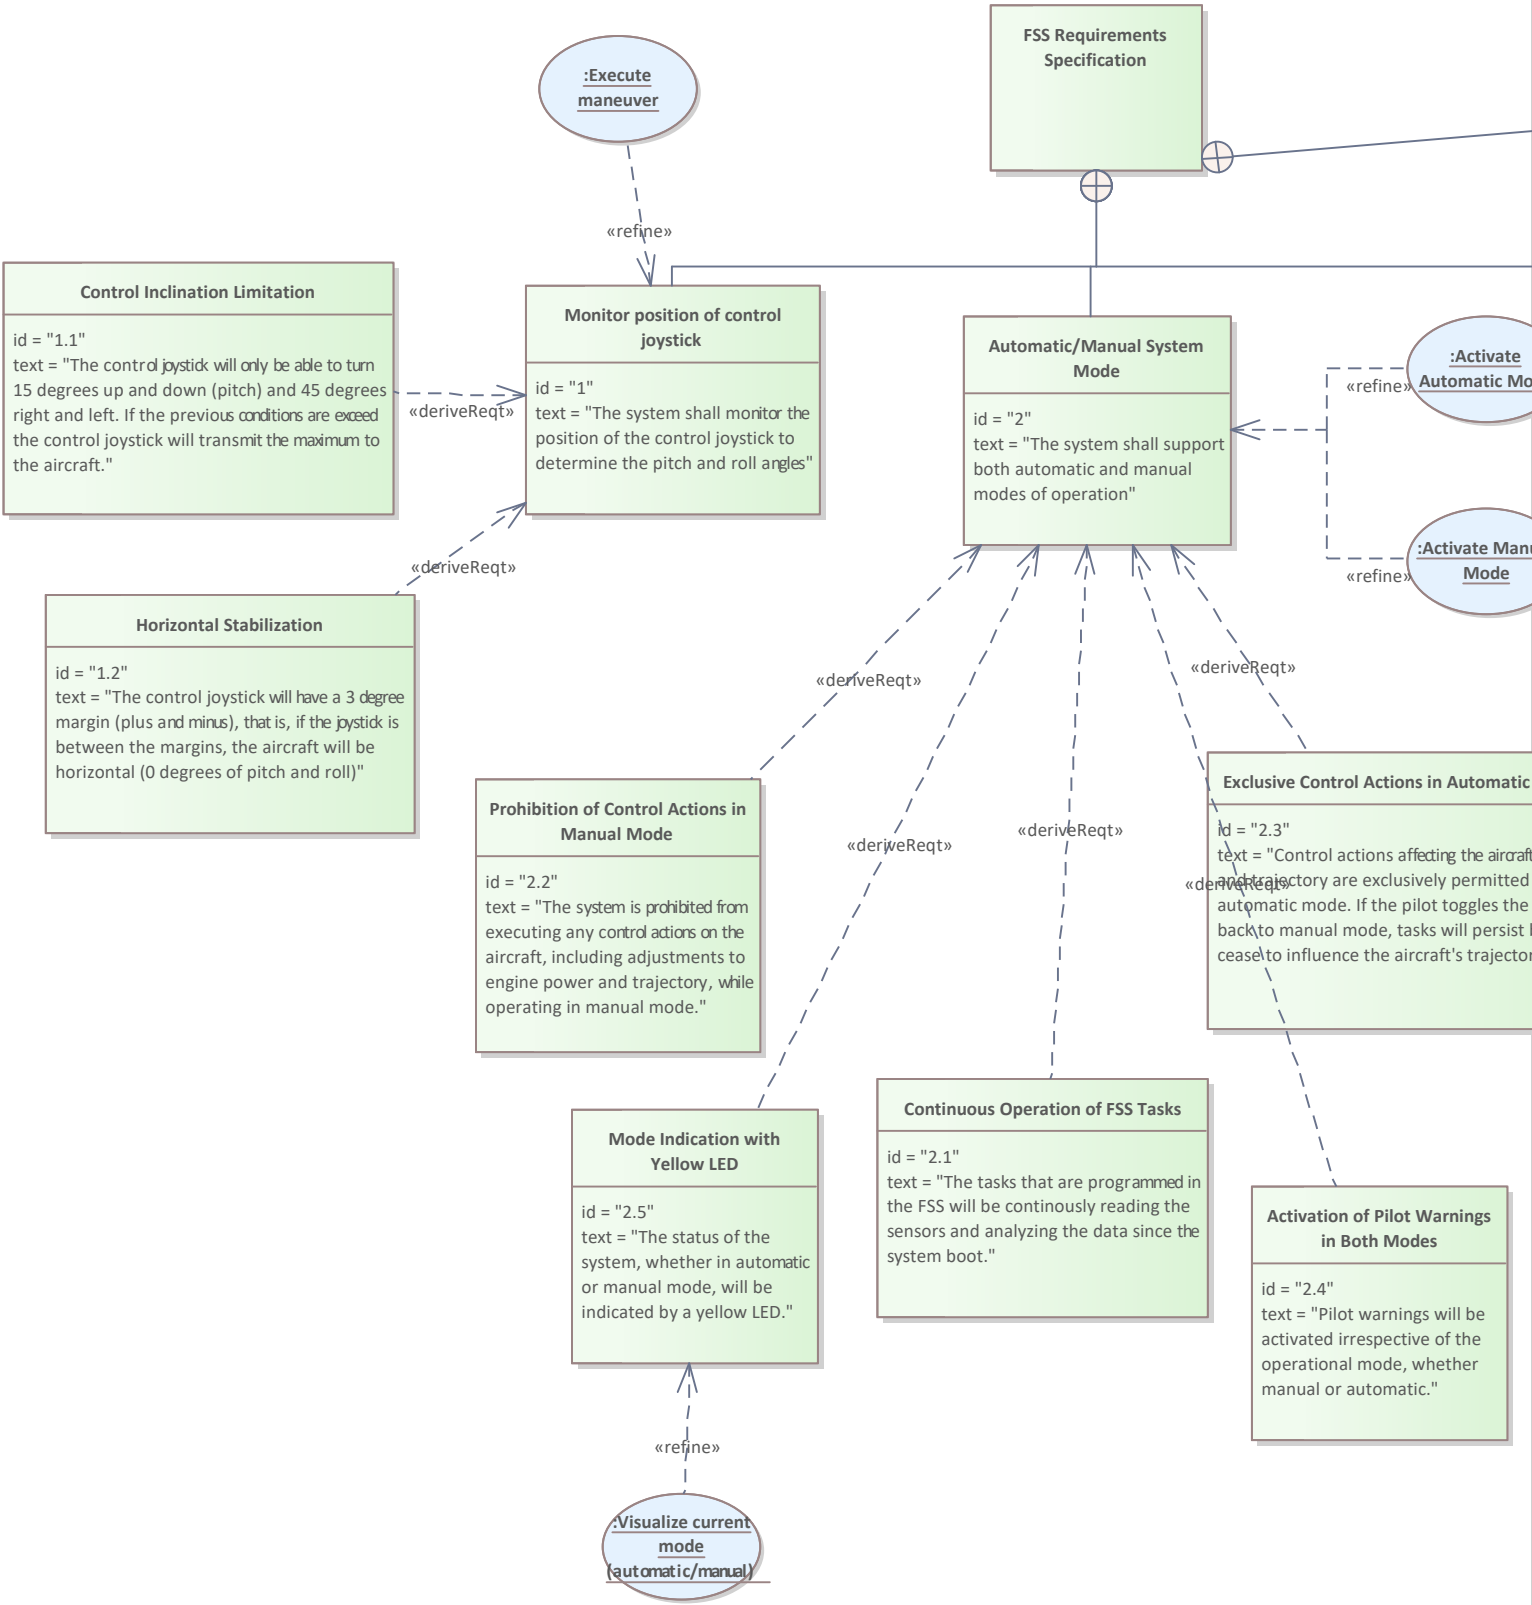 FSS Requirements
Specification
:Execute
maneuver
«refine»
Control Inclination Limitation
id = "1.1"
text = "The control joystick will only be able to turn
15 degrees up and down (pitch) and 45 degrees
right and left. If the previous conditions are exceed
the control joystick will transmit the maximum to
the aircraft."
«deriveReqt»
Monitor position of control
joystick
id = "1"
text = "The system shall monitor the
position of the control joystick to
determine the pitch and roll angles"
Automatic/Manual System
Mode
id = "2"
text = "The system shall support
both automatic and manual
modes of operation"
:Activate
Automatic Mo
«refine»
:Activate Manu
Mode
«refine»
«deriveReqt»
Horizontal Stabilization
id = "1.2"
text = "The control joystick will have a 3 degree
margin (plus and minus), that is, if the joystick is
between the margins, the aircraft will be
horizontal (0 degrees of pitch and roll)"
«deriveReqt»
«deriveReqt»
«deriveReqt»
«deriveReqt»
«deriveReqt»
Prohibition of Control Actions in
Manual Mode
id = "2.2"
text = "The system is prohibited from
executing any control actions on the
aircraft, including adjustments to
engine power and trajectory, while
operating in manual mode."
Exclusive Control Actions in Automatic
id = "2.3"
text = "Control actions affecting the aircraft
and trajectory are exclusively permitted
automatic mode. If the pilot toggles the
back to manual mode, tasks will persist
cease to influence the aircraft's trajector
Mode Indication with
Yellow LED
id = "2.5"
text = "The status of the
system, whether in automatic
or manual mode, will be
indicated by a yellow LED."
Continuous Operation of FSS Tasks
id = "2.1"
text = "The tasks that are programmed in
the FSS will be continously reading the
sensors and analyzing the data since the
system boot."
Activation of Pilot Warnings
in Both Modes
id = "2.4"
text = "Pilot warnings will be
activated irrespective of the
operational mode, whether
manual or automatic."
«refine»
:Visualize current
mode
(automatic/manual)